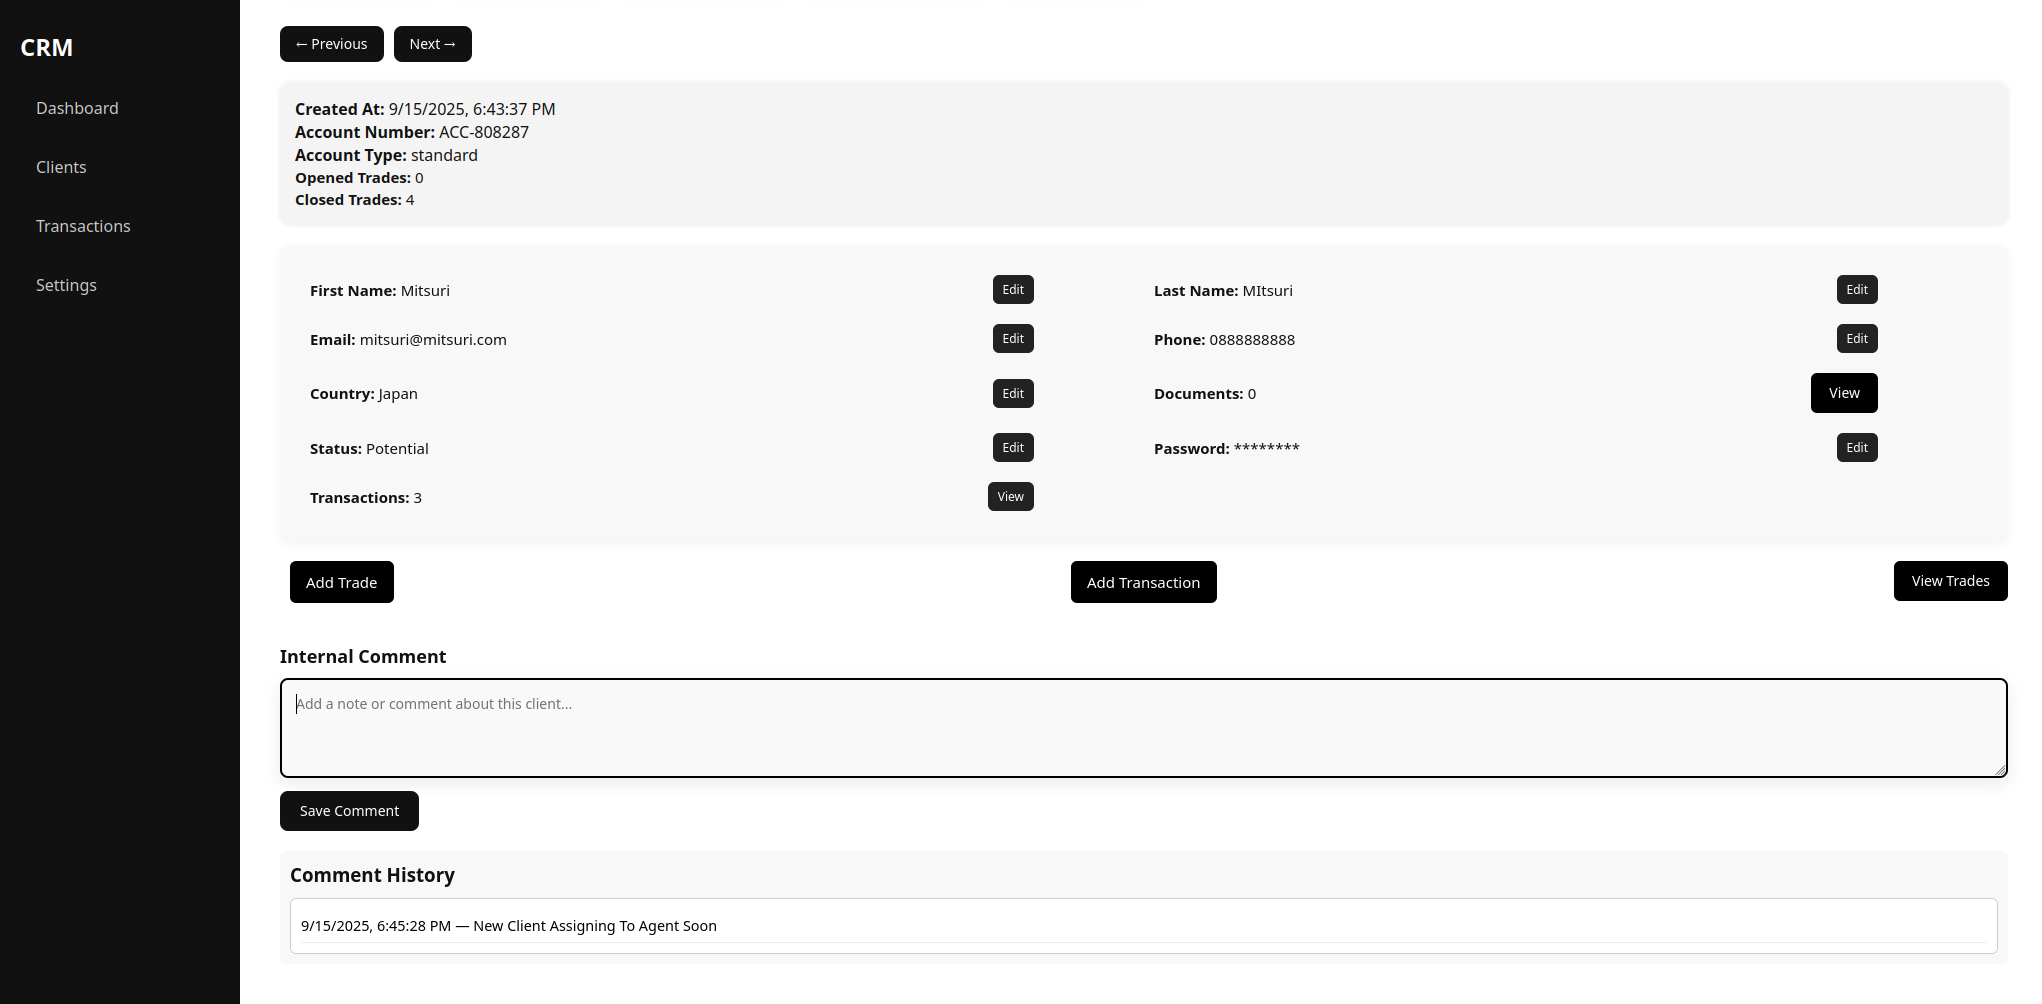 CRM
Dashboard
Clients
Transactions
Settings
← Previous
Next →
Created At: 9/15/2025, 6:43:37 PM
Account Number: ACC-808287
Account Type: standard
Opened Trades: 0
Closed Trades: 4
First Name: Mitsuri
Edit
Last Name: MItsuri
Edit
Email: mitsuri@mitsuri.com
Edit
Phone: 0888888888
Edit
Country: Japan
Edit
Documents: 0
View
Status: Potential
Edit
Password: ********
Edit
Transactions: 3
View
Add Trade
Add Transaction
View Trades
Internal Comment
Add a note or comment about this client...
Save Comment
Comment History
9/15/2025, 6:45:28 PM — New Client Assigning To Agent Soon